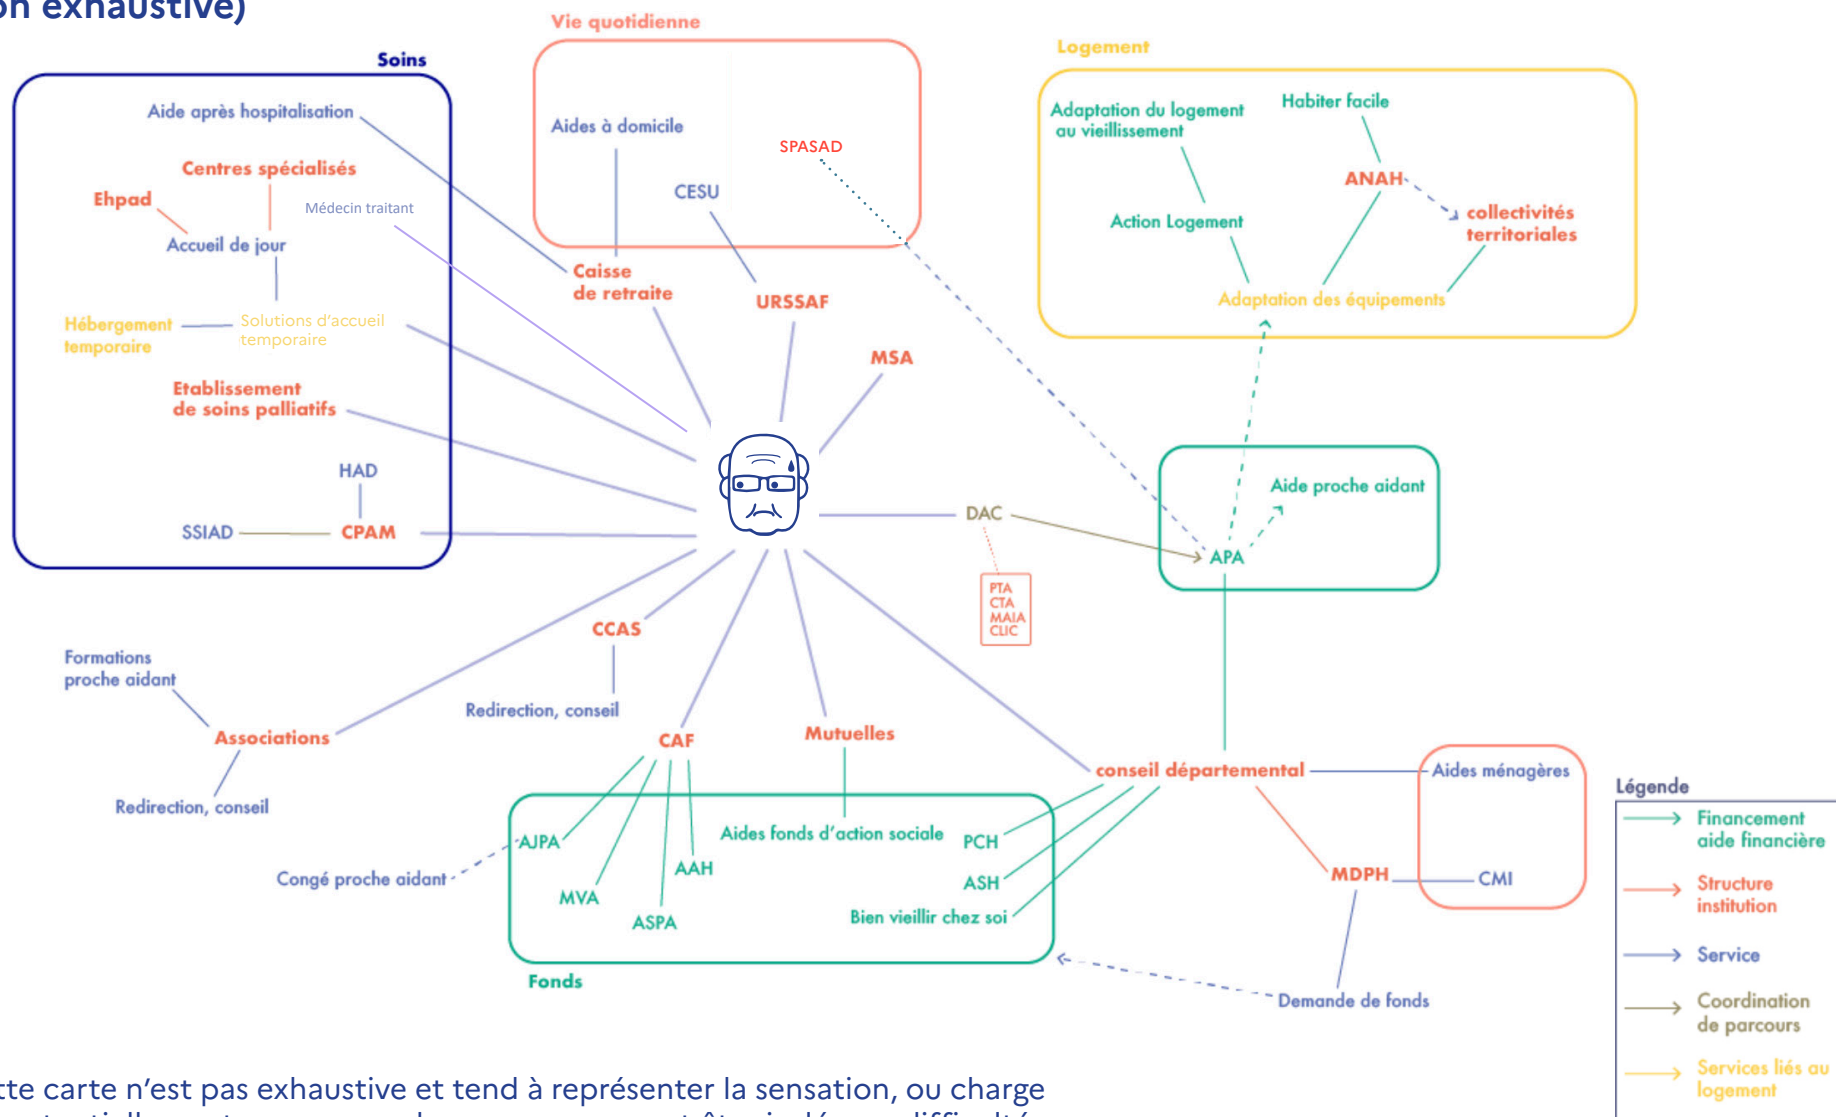 on exhaustive)
Vie quotidienne
Logement
Soins
Aide après hospitalisation
Centres spécialisés
Ehpad
Médecin traitant
Accueil de jour
Hébergement
temporaire
Solutions d'accueil
temporaire
Etablissement
de soins palliatifs
HAD
SSIAD
CPAM
Aides à domicile
SPASAD
CESU
Caisse
de retraite
URSSAF
MSA
Adaptation du logement
au vieillissement
Habiter facile
ANAH
Action Logement
collectivités
territoriales
Adaptation des équipements
DAC
PTA
CTA
MAIA
CLIC
Aide proche aidant
APA
CCAS
Redirection, conseil
Formations
proche aidant
Associations
Redirection, conseil
CAF
Mutuelles
conseil départemental
Aides ménagères
MDPH
CMI
Demande de fonds
AJPA
Congé proche aidant
MVA
ASPA
AAH
Aides fonds d'action sociale
PCH
ASH
Bien vieillir chez soi
Fonds
Légende
Financement
aide financière
Structure
institution
Service
Coordination
de parcours
Services liés au
logement
tte carte n'est pas exhaustive et tend à représenter la sensation, ou charge